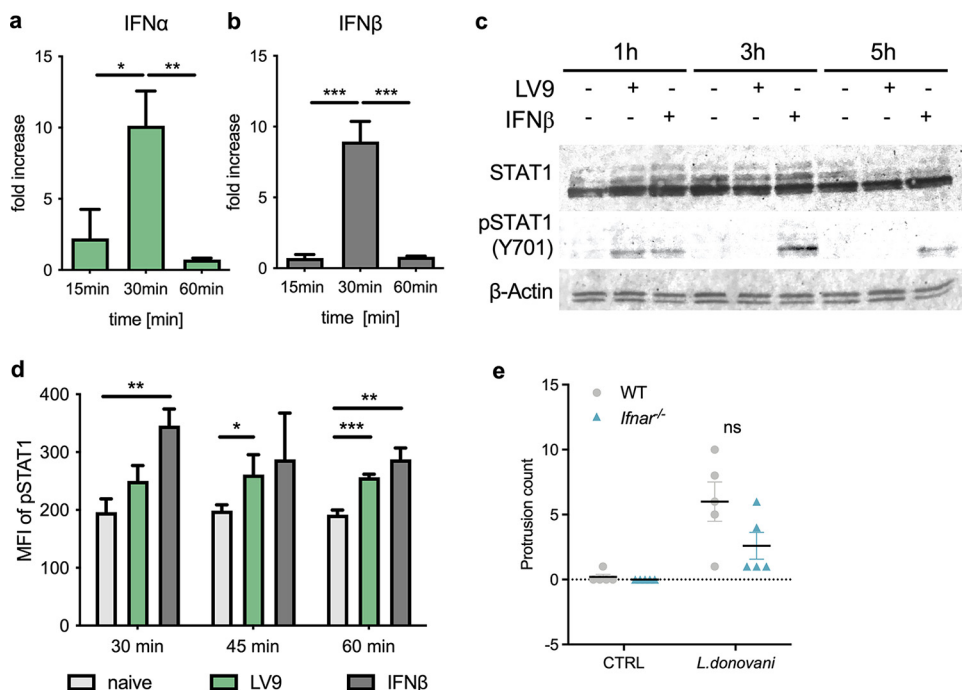 a
IFNα
fold increase
15
10
5
0
* **
15min 30min 60min
time [min]
b
IFNβ
fold increase
15
10
5
0
*** ***
15min 30min 60min
time [min]
c
1h 3h 5h
LV9 - + - - + - - + -
IFNβ - - + - - + - - +
STAT1
pSTAT1
(Y701)
β-Actin
d
MFI of pSTAT1
400
300
200
100
0
** * ** ***
30 min 45 min 60 min
naive LV9 IFNβ
e
WT
Ifnar-/-
ns
Protrusion count
15
10
5
0
-5
CTRL L.donovani